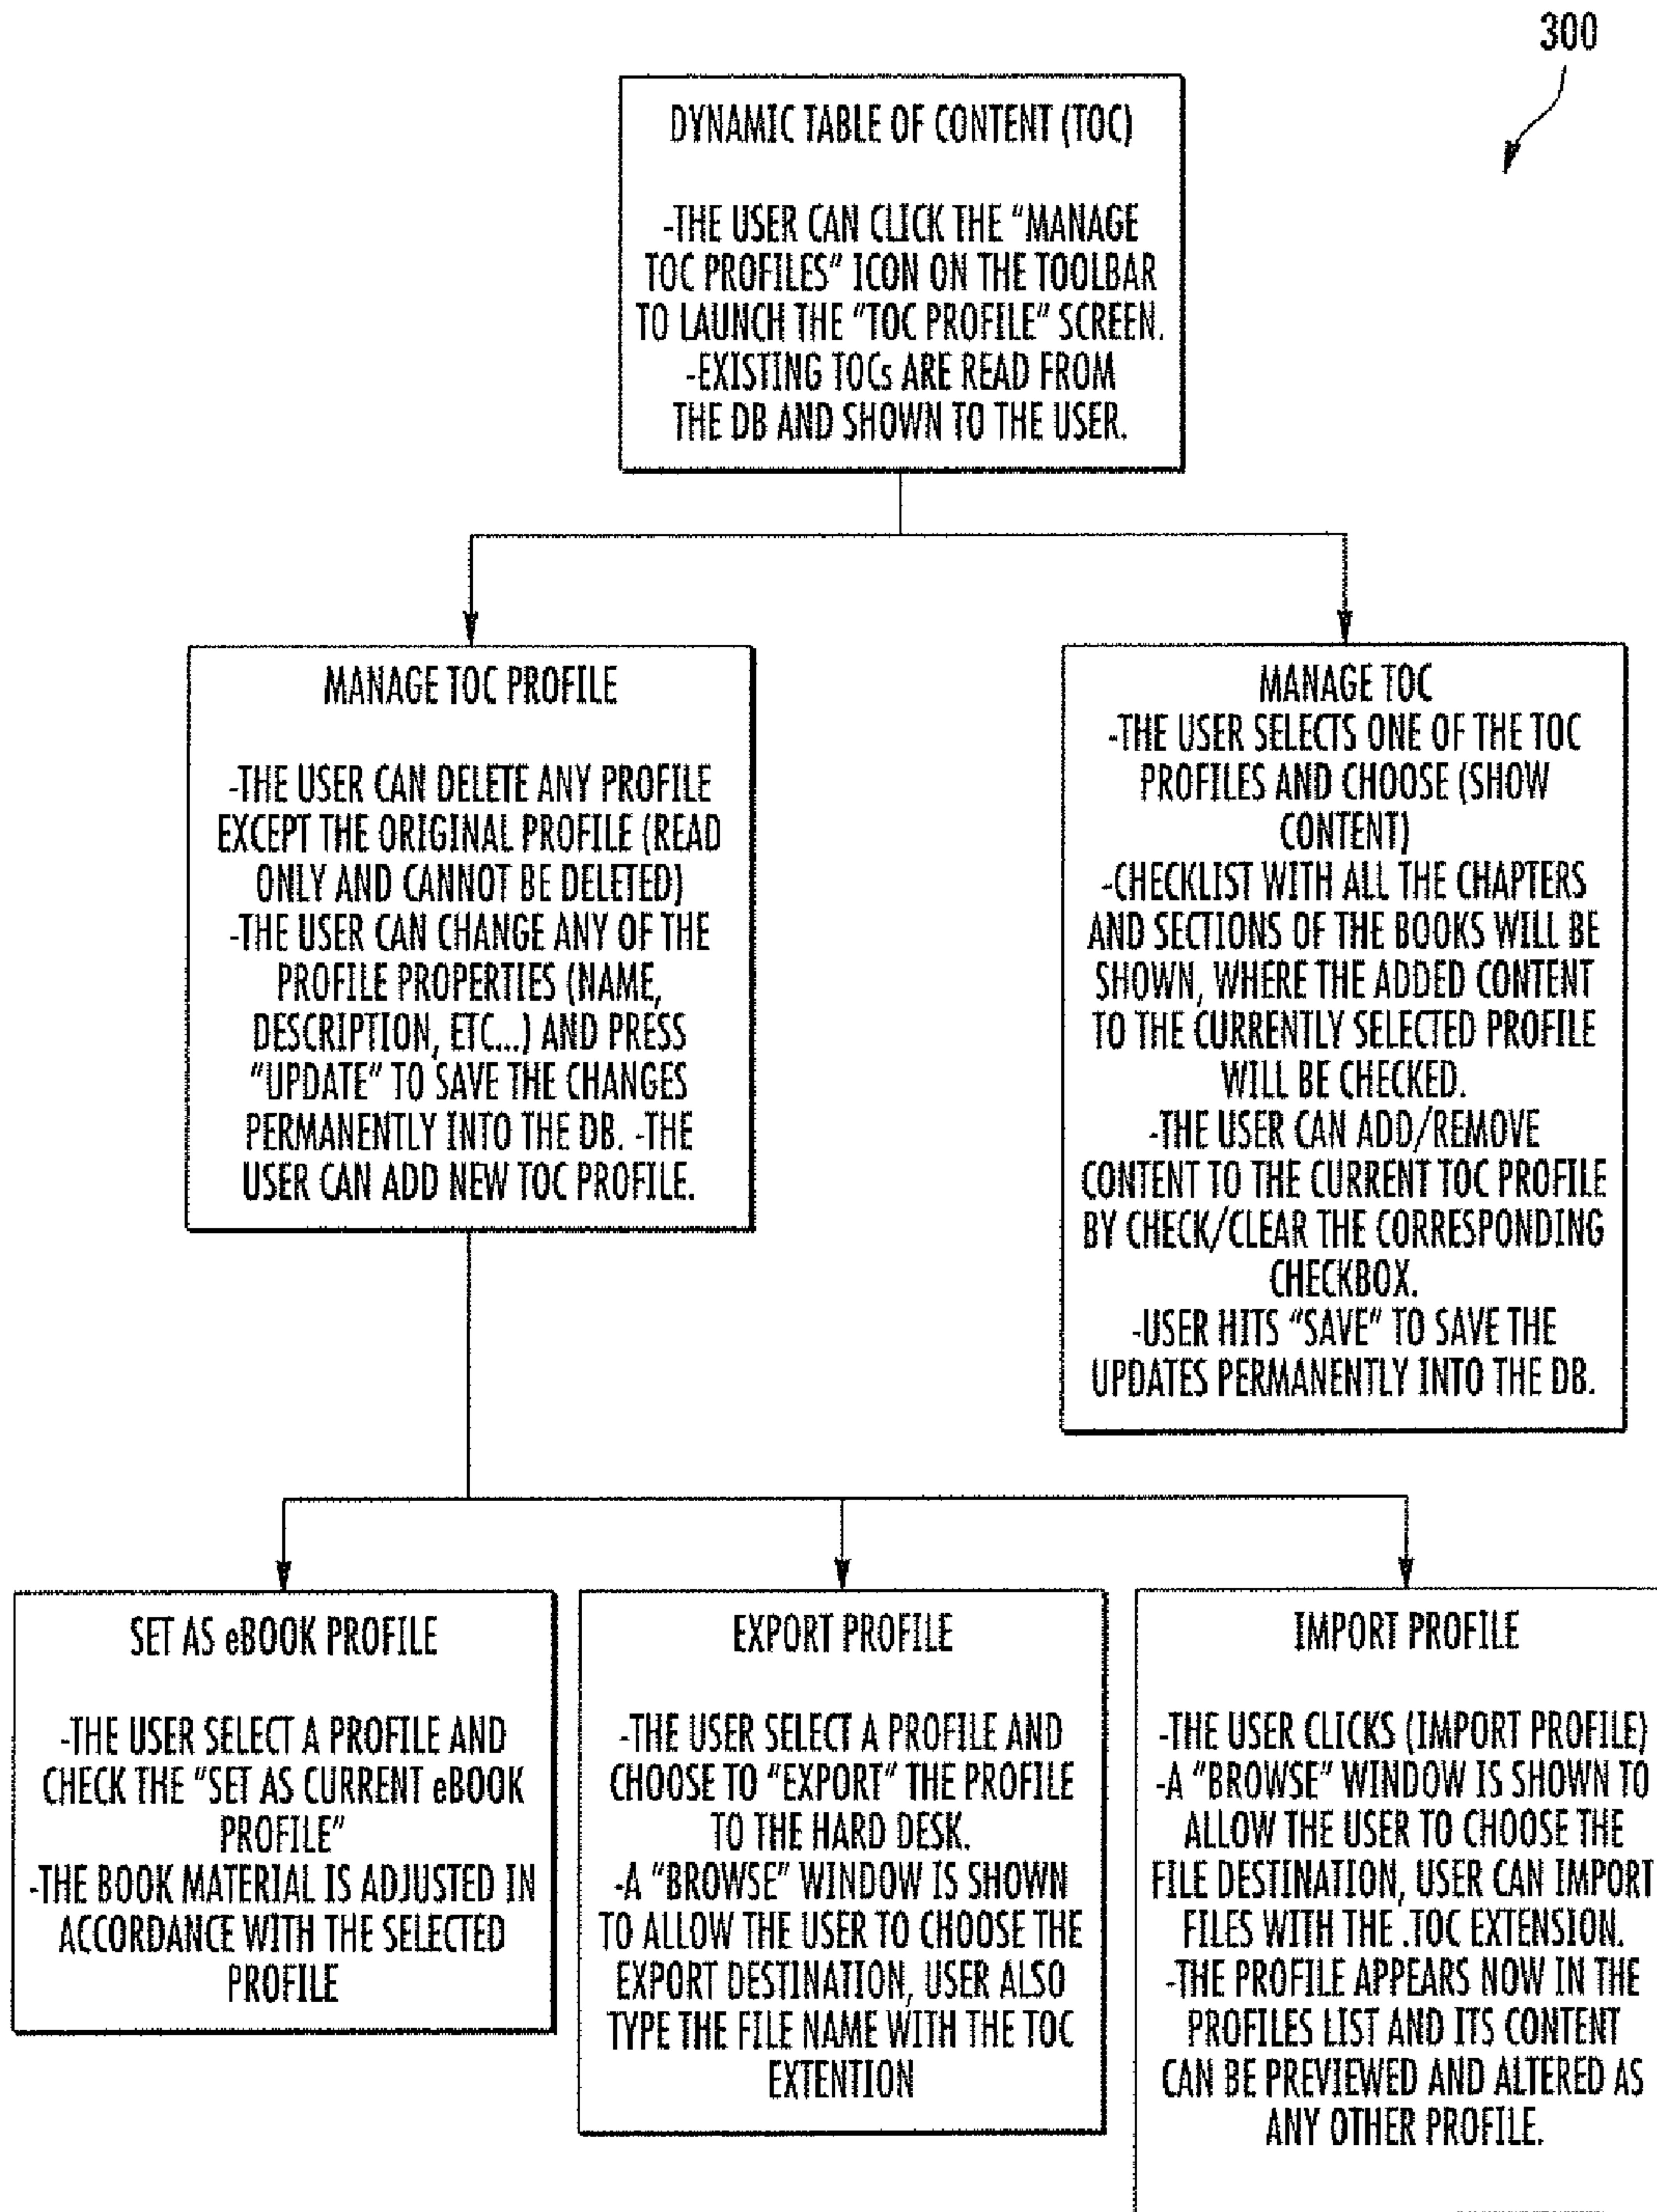 300
DYNAMIC TABLE OF CONTENT (TOC)
-THE USER CAN CLICK THE "MANAGE
TOC PROFILES" ICON ON THE TOOLBAR
TO LAUNCH THE "TOC PROFILE" SCREEN.
-EXISTING TOCs ARE READ FROM
THE DB AND SHOWN TO THE USER.
MANAGE TOC PROFILE
-THE USER CAN DELETE ANY PROFILE
EXCEPT THE ORIGINAL PROFILE (READ
ONLY AND CANNOT BE DELETED)
-THE USER CAN CHANGE ANY OF THE
PROFILE PROPERTIES (NAME,
DESCRIPTION, ETC...) AND PRESS
"UPDATE" TO SAVE THE CHANGES
PERMANENTLY INTO THE DB. -THE
USER CAN ADD NEW TOC PROFILE.
MANAGE TOC
-THE USER SELECTS ONE OF THE TOC
PROFILES AND CHOOSE (SHOW
CONTENT)
-CHECKLIST WITH ALL THE CHAPTERS
AND SECTIONS OF THE BOOKS WILL BE
SHOWN, WHERE THE ADDED CONTENT
TO THE CURRENTLY SELECTED PROFILE
WILL BE CHECKED.
-THE USER CAN ADD/REMOVE
CONTENT TO THE CURRENT TOC PROFILE
BY CHECK/CLEAR THE CORRESPONDING
CHECKBOX.
-USER HITS "SAVE" TO SAVE THE
UPDATES PERMANENTLY INTO THE DB.
SET AS eBOOK PROFILE
-THE USER SELECT A PROFILE AND
CHECK THE "SET AS CURRENT eBOOK
PROFILE"
-THE BOOK MATERIAL IS ADJUSTED IN
ACCORDANCE WITH THE SELECTED
PROFILE
EXPORT PROFILE
-THE USER SELECT A PROFILE AND
CHOOSE TO "EXPORT" THE PROFILE
TO THE HARD DESK.
-A "BROWSE" WINDOW IS SHOWN
TO ALLOW THE USER TO CHOOSE THE
EXPORT DESTINATION, USER ALSO
TYPE THE FILE NAME WITH THE TOC
EXTENTION
IMPORT PROFILE
-THE USER CLICKS (IMPORT PROFILE)
-A "BROWSE" WINDOW IS SHOWN TO
ALLOW THE USER TO CHOOSE THE
FILE DESTINATION, USER CAN IMPORT
FILES WITH THE .TOC EXTENSION.
-THE PROFILE APPEARS NOW IN THE
PROFILES LIST AND ITS CONTENT
CAN BE PREVIEWED AND ALTERED AS
ANY OTHER PROFILE.